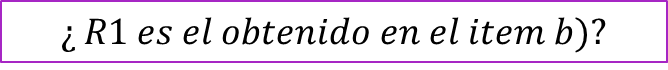 ¿ R1 es el obtenido en el item b)?